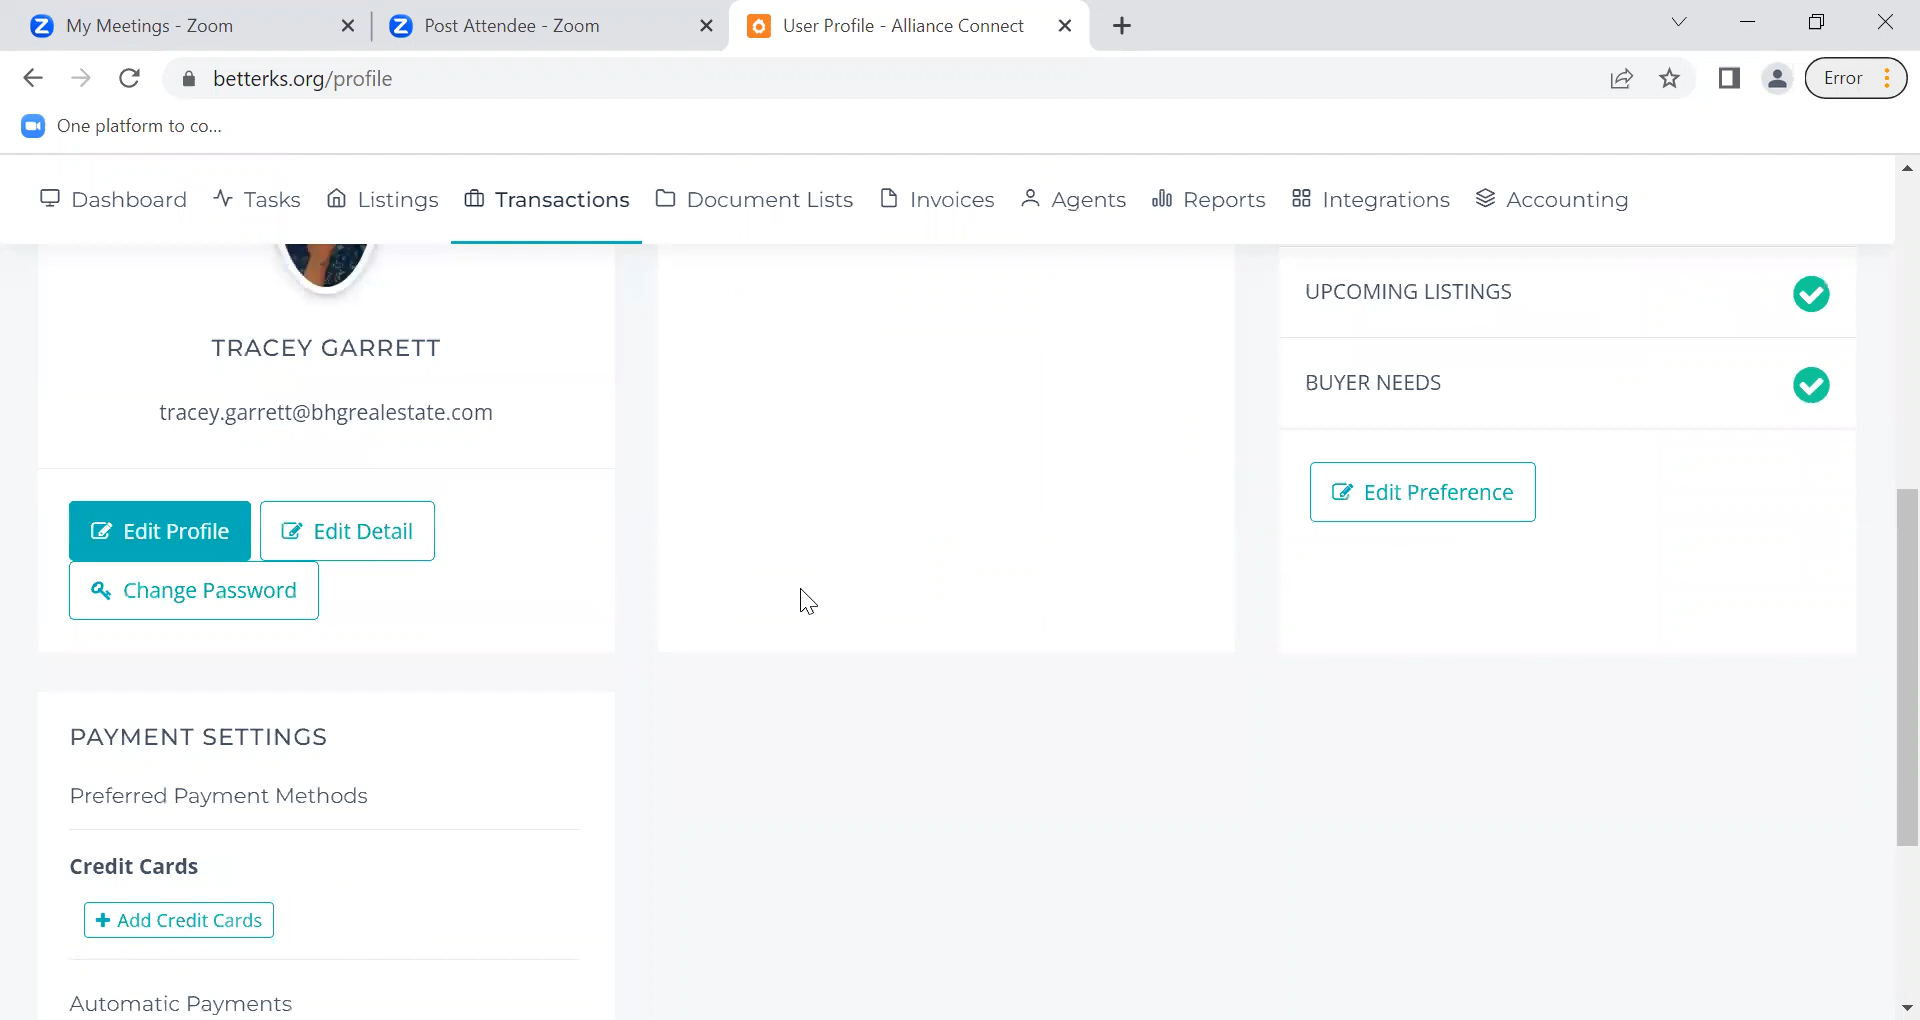 My Meetings - Zoom
Post Attendee - Zoom
User Profile - Alliance Connect
betterks.org/profile
Error
One platform to co...
Dashboard
Tasks
Listings
Transactions
Document Lists
Invoices
Agents
Reports
Integrations
Accounting
TRACEY GARRETT
tracey.garrett@bhgrealestate.com
Edit Profile
Edit Detail
Change Password
UPCOMING LISTINGS
BUYER NEEDS
Edit Preference
PAYMENT SETTINGS
Preferred Payment Methods
Credit Cards
+ Add Credit Cards
Automatic Payments